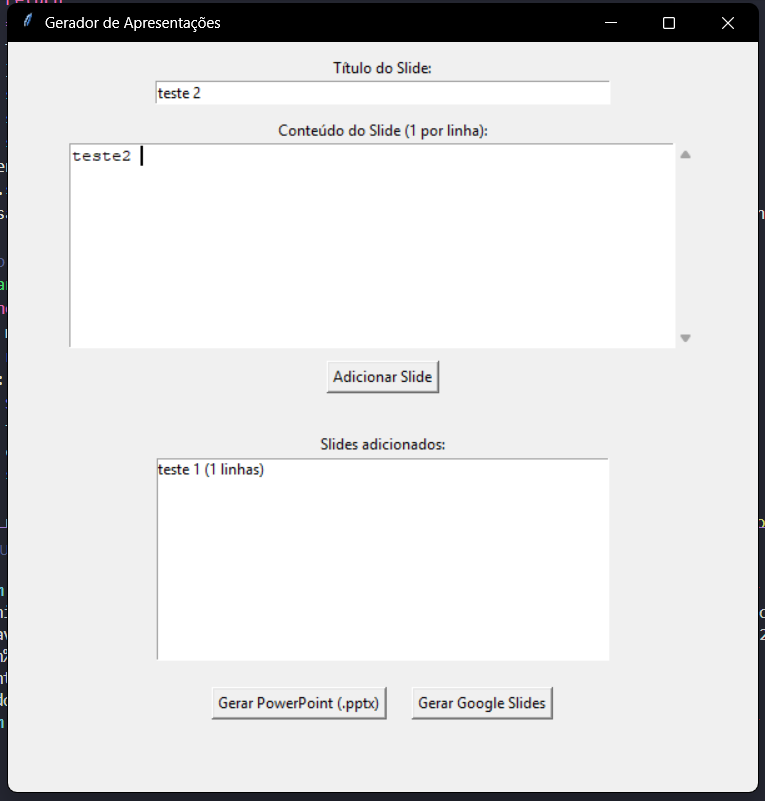 Gerador de Apresentações
Título do Slide:
teste 2
Conteúdo do Slide (1 por linha):
teste2
Adicionar Slide
Slides adicionados:
teste 1 (1 linhas)
Gerar PowerPoint (.pptx)
Gerar Google Slides